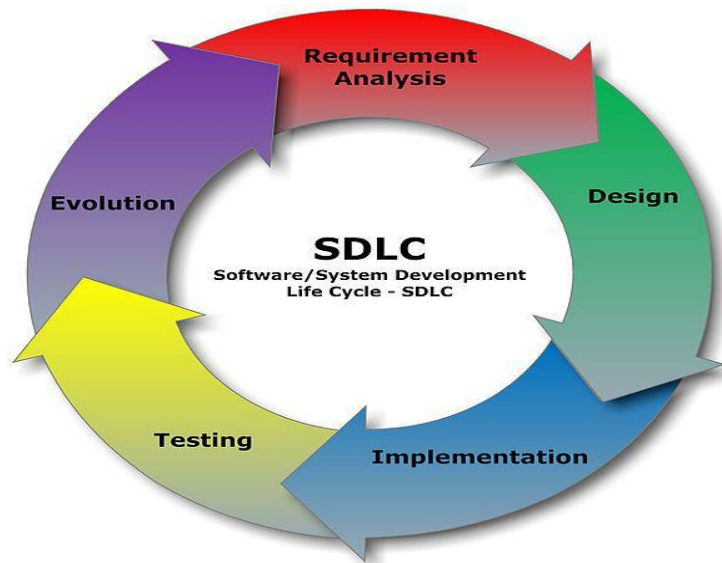 Requirement
Analysis
Design
Evolution
SDLC
Software/System Development
Life Cycle - SDLC
Testing
Implementation